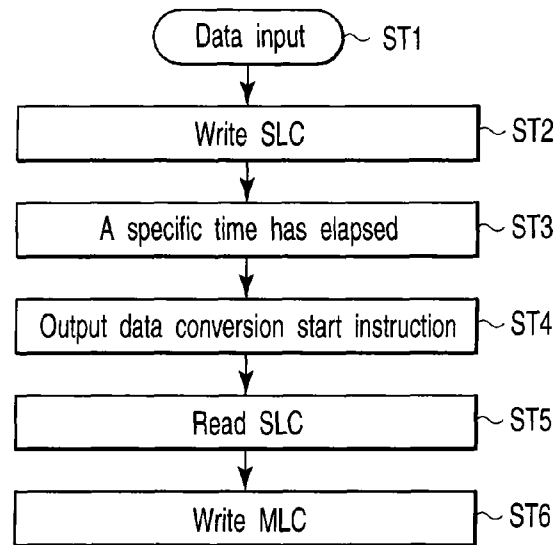 Data input ST1
Write SLC ST2
A specific time has elapsed ST3
Output data conversion start instruction ST4
Read SLC ST5
Write MLC ST6